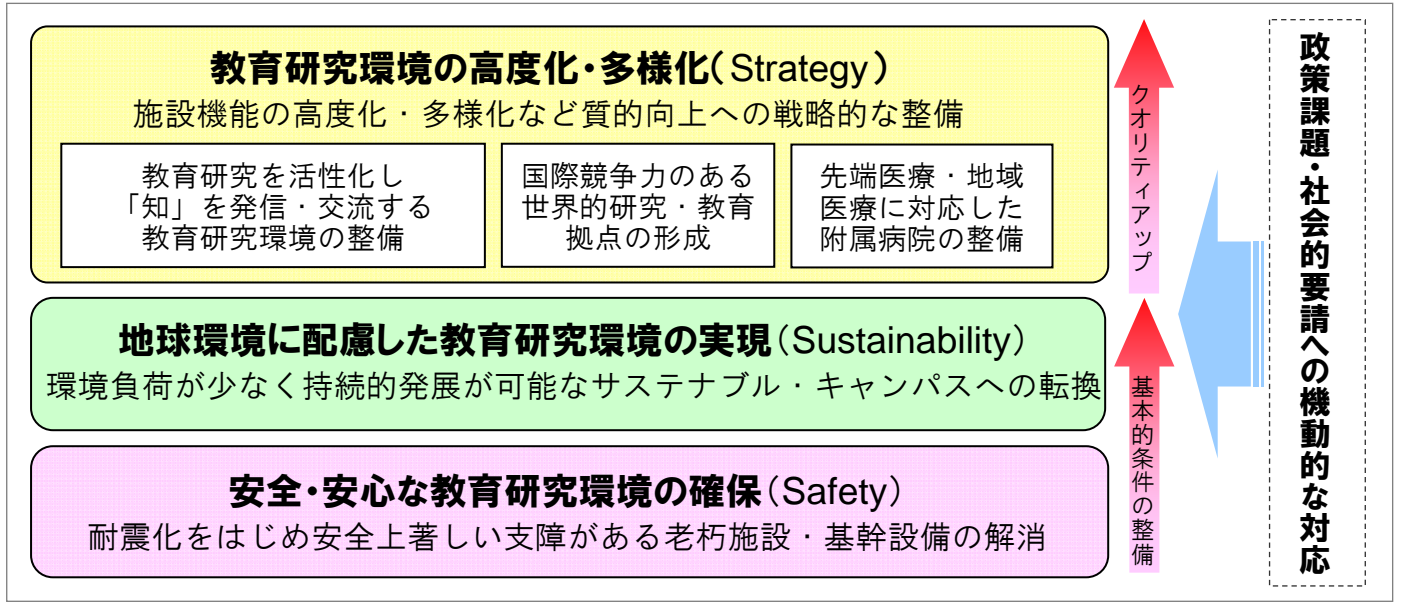 教育研究環境の高度化・多様化(Strategy)
施設機能の高度化・多様化など質的向上への戦略的な整備
教育研究を活性化し
「知」を発信・交流する
教育研究環境の整備
国際競争力のある
世界的研究・教育
拠点の形成
先端医療・地域
医療に対応した
附属病院の整備
クオリティアップ
地球環境に配慮した教育研究環境の実現(Sustainability)
環境負荷が少なく持続的発展が可能なサステナブル・キャンパスへの転換
安全・安心な教育研究環境の確保(Safety)
耐震化をはじめ安全上著しい支障がある老朽施設・基幹設備の解消
基本的条件の整備
政策課題・社会的要請への機動的な対応